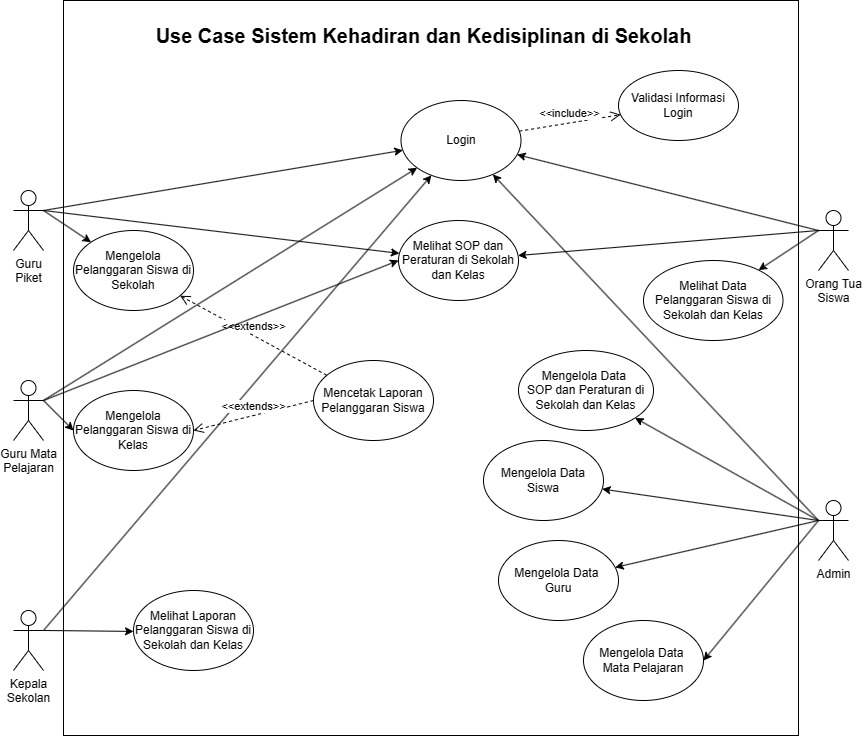 Use Case Sistem Kehadiran dan Kedisiplinan di Sekolah
Validasi Informasi
Login
<<include>>
Login
Guru
Piket
Mengelola
Pelanggaran Siswa di
Sekolah
Melihat SOP dan
Peraturan di Sekolah
dan Kelas
Orang Tua
Siswa
Melihat Data
Pelanggaran Siswa di
Sekolah dan Kelas
<<extends>>
Mencetak Laporan
Pelanggaran Siswa
<<extends>>
Guru Mata
Pelajaran
Mengelola
Pelanggaran Siswa di
Kelas
Mengelola Data
SOP dan Peraturan di
Sekolah dan Kelas
Mengelola Data
Siswa
Admin
Mengelola Data
Guru
Kepala
Sekolan
Melihat Laporan
Pelanggaran Siswa di
Sekolah dan Kelas
Mengelola Data
Mata Pelajaran